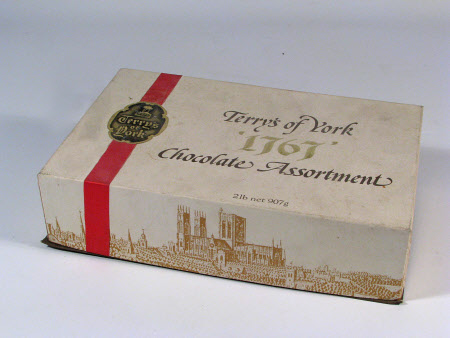 Terry's
of
York
Terry's of York
'1767'
Chocolate Assortment
2lb net 907g